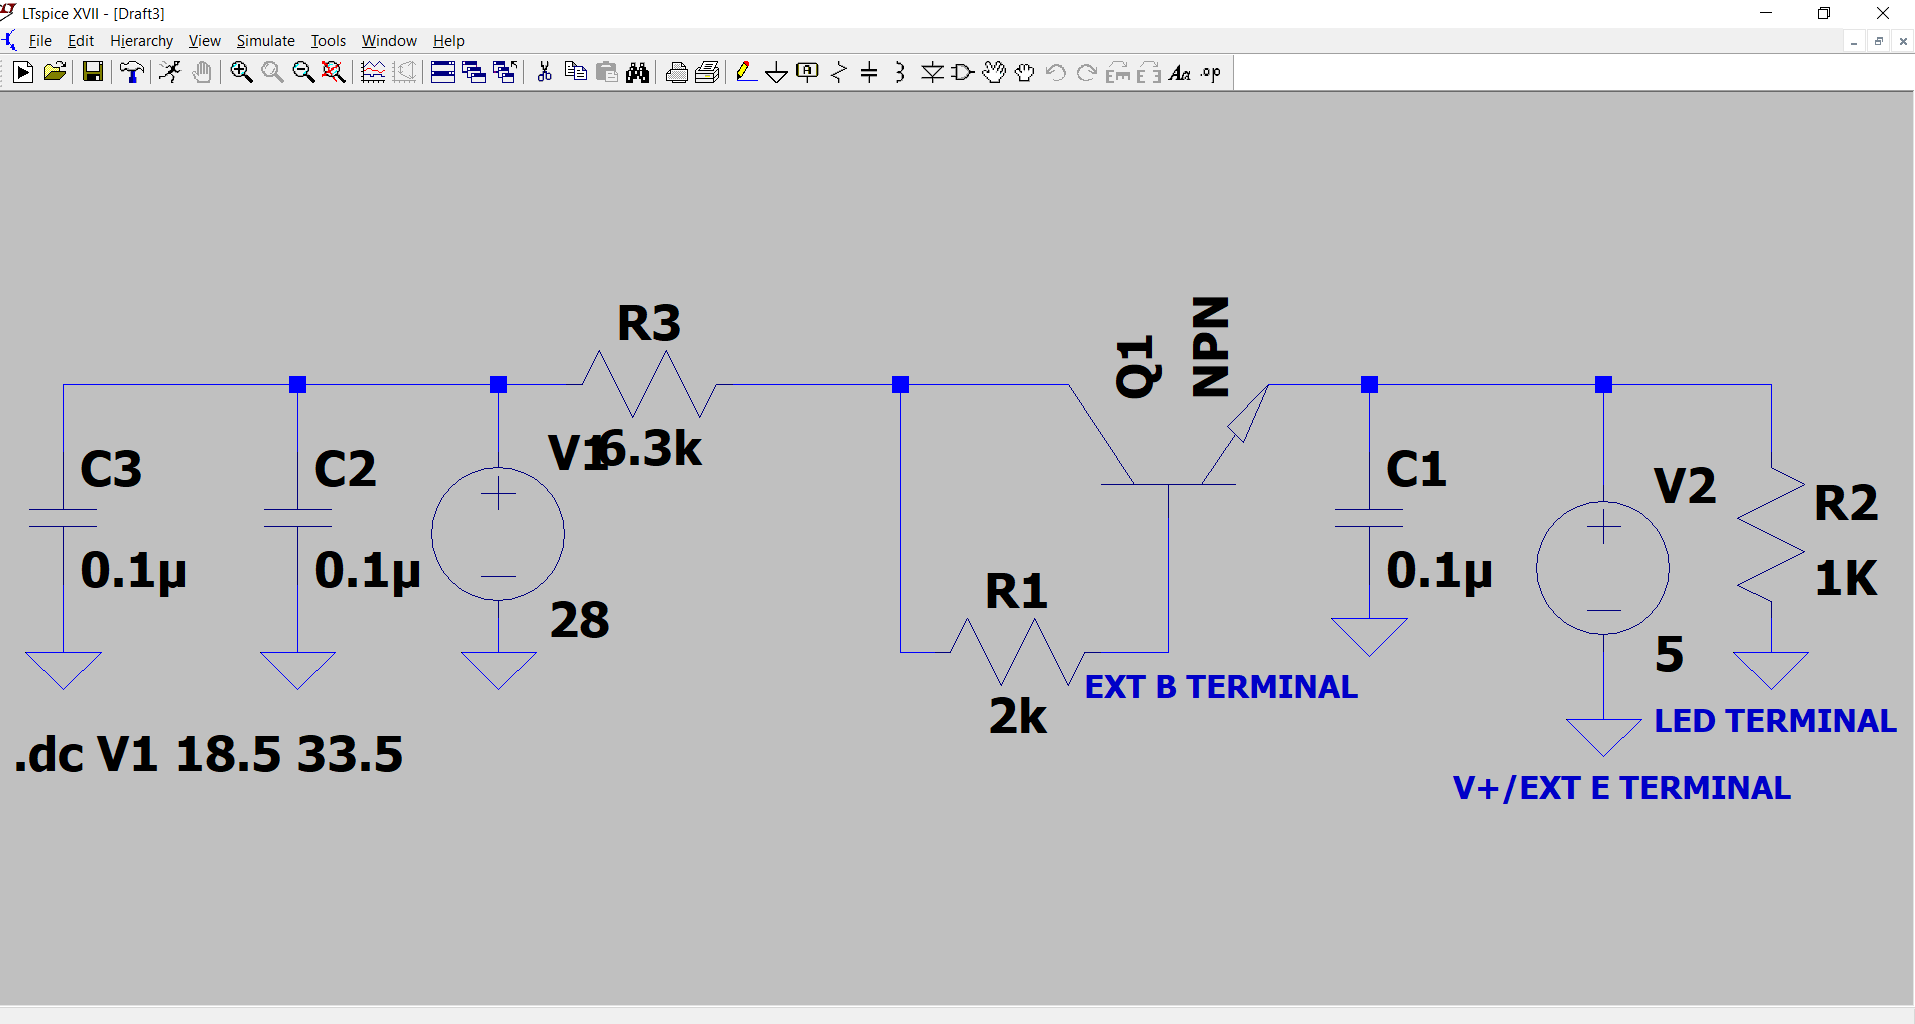 LTspice XVII - [Draft3]
File Edit Hierarchy View Simulate Tools Window Help
R3
6.3k
Q1
NPN
C3
0.1µ
C2
0.1µ
V1
28
R1
2k
EXT B TERMINAL
C1
0.1µ
V2
5
R2
1K
LED TERMINAL
V+/EXT E TERMINAL
.dc V1 18.5 33.5